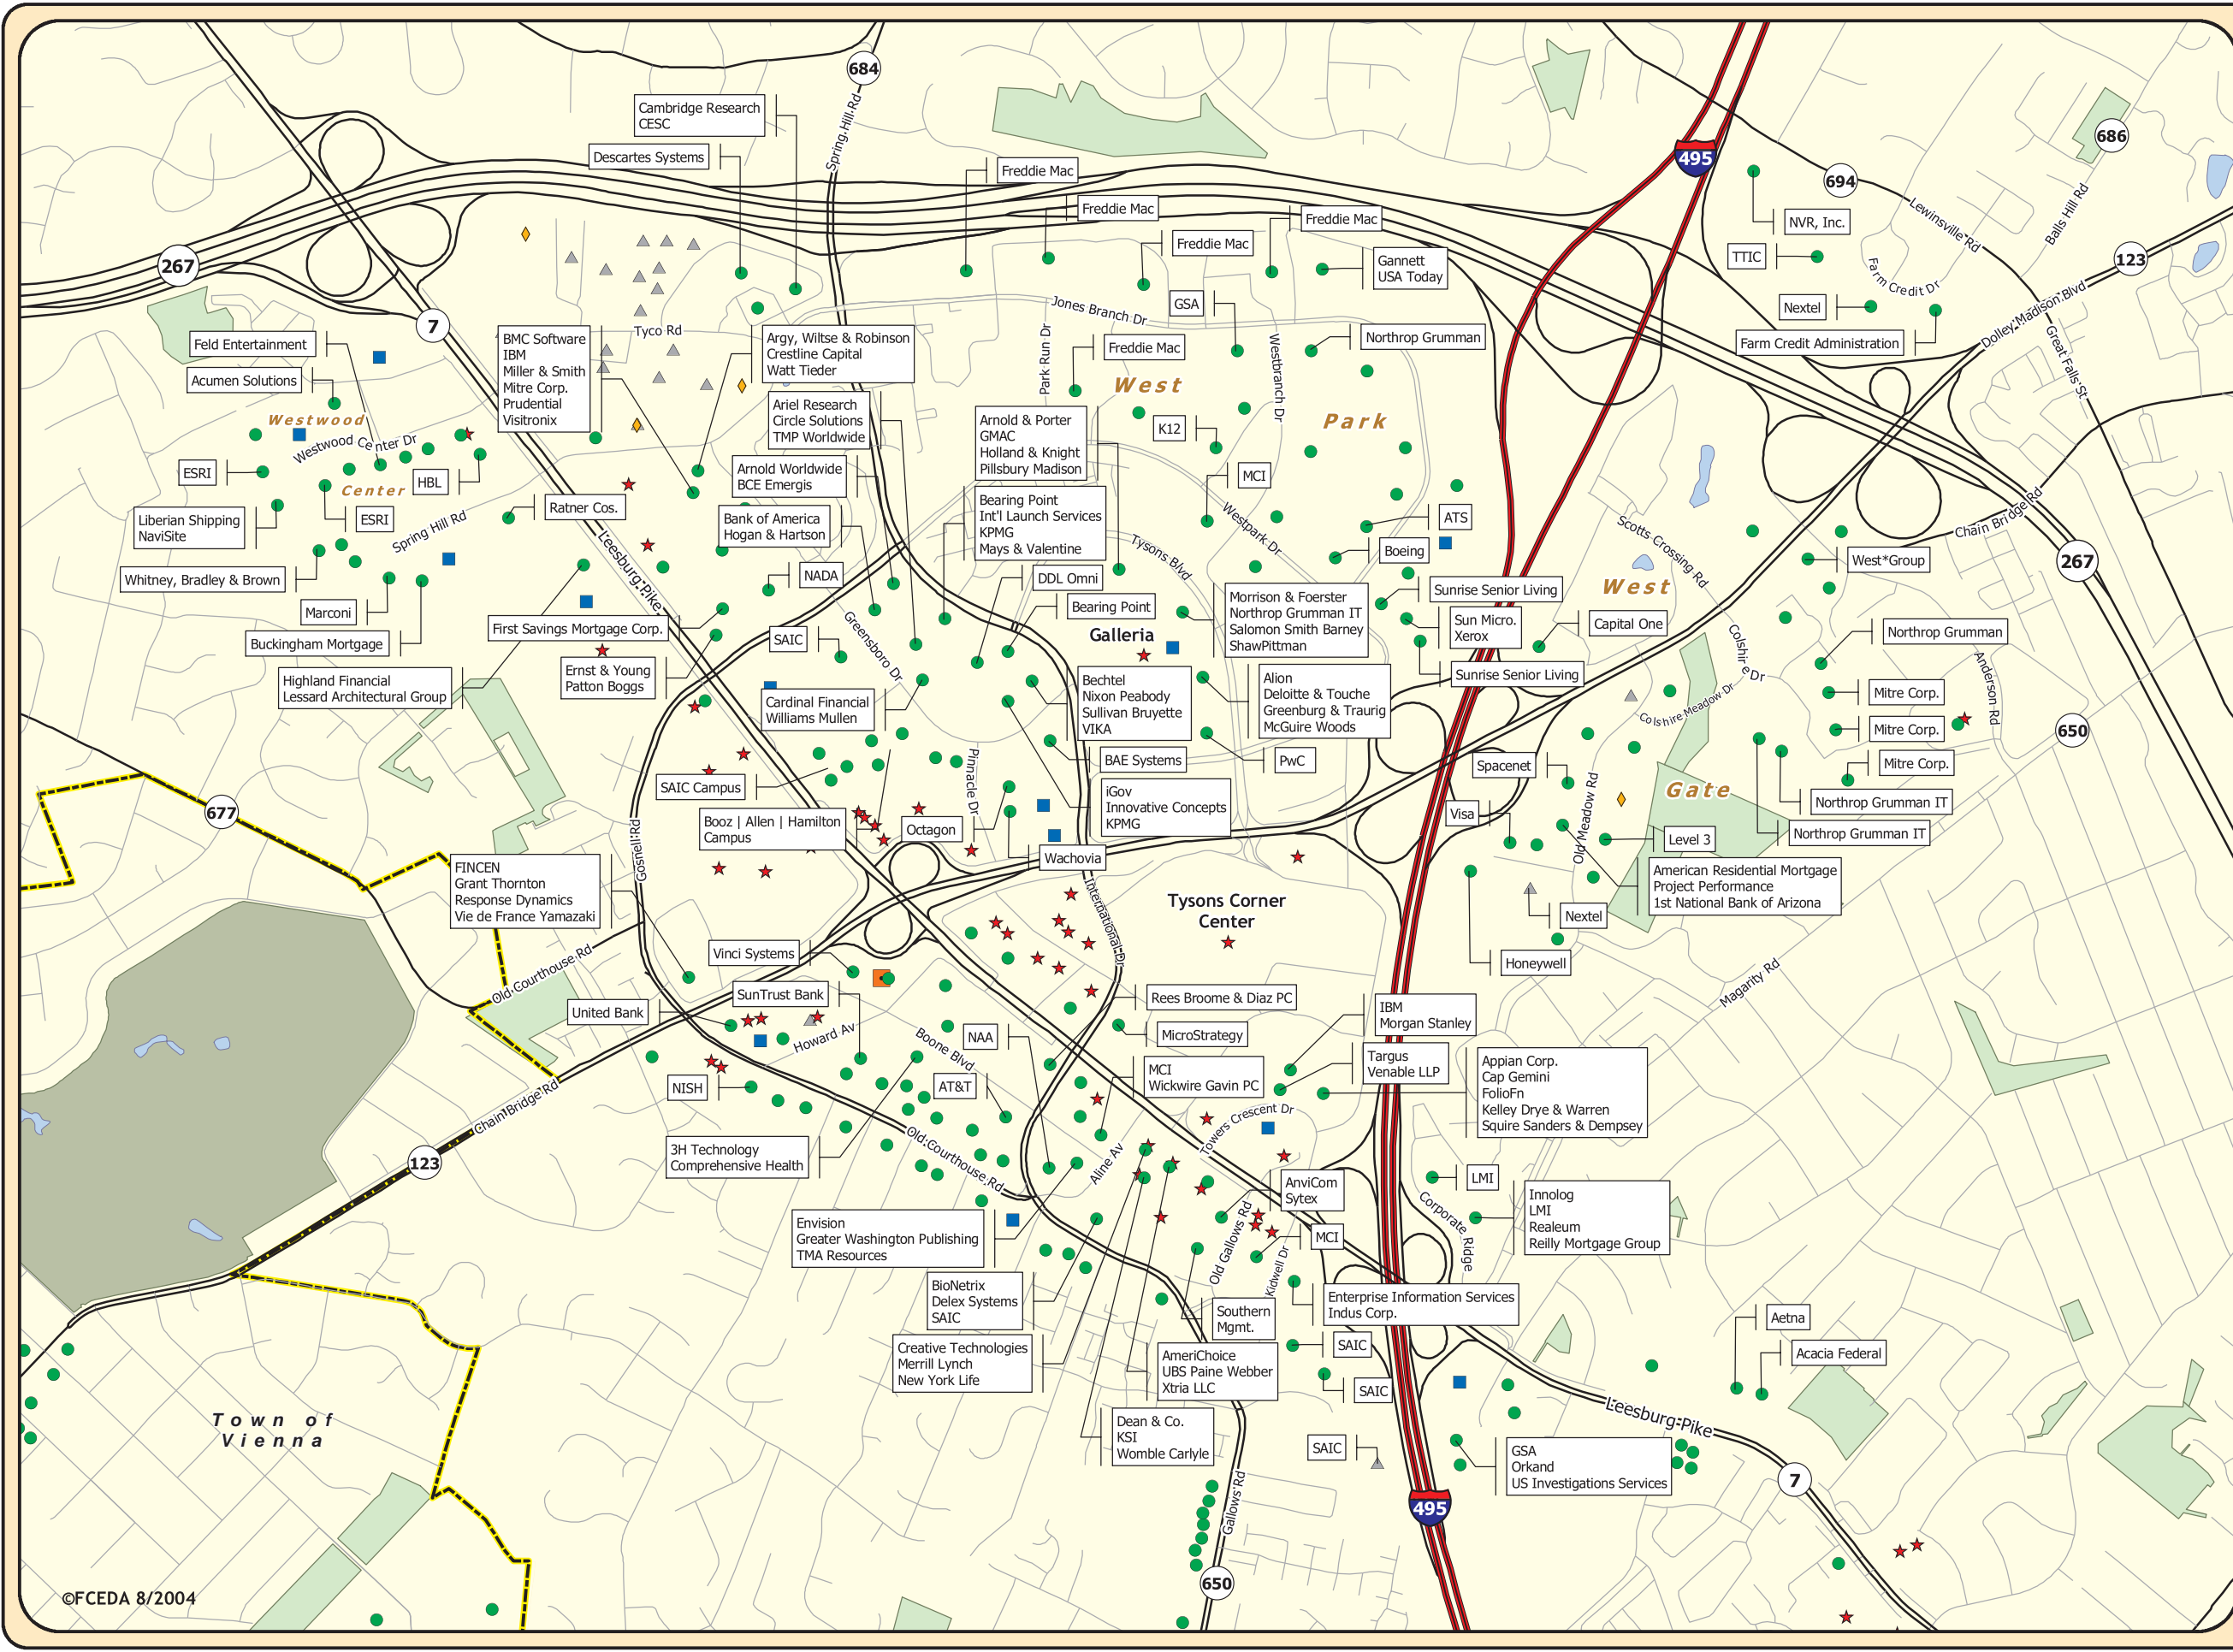 684
Cambridge Research
CESC
Spring Hill Rd
686
Descartes Systems
495
Freddie Mac
694
NVR, Inc.
Lewinsville Rd
Balls Hill Rd
Freddie Mac
Freddie Mac
Freddie Mac
TTIC
123
267
Gannett
USA Today
Farm Credit Dr
GSA
Jones Branch Dr
Nextel
Dolley Madison Blvd
7
Tyco Rd
Feld Entertainment
BMC Software
IBM
Miller & Smith
Mitre Corp.
Prudential
Visitronix
Argy, Wiltse & Robinson
Crestline Capital
Watt Tieder
Park Run Dr
Freddie Mac
Westbranch Dr
Northrop Grumman
Farm Credit Administration
Great Falls St
Acumen Solutions
West
Park
Westwood
Center
Westwood Center Dr
Ariel Research
Circle Solutions
TMP Worldwide
Arnold & Porter
GMAC
Holland & Knight
Pillsbury Madison
K12
ESRI
HBL
Arnold Worldwide
BCE Emergis
MCI
Liberian Shipping
NaviSite
ESRI
Spring Hill Rd
Ratner Cos.
Bank of America
Hogan & Hartson
Bearing Point
Int'l Launch Services
KPMG
Mays & Valentine
Westpark Dr
ATS
Scotts Crossing Rd
Chain Bridge Rd
Leesburg Pike
Tysons Blvd
Boeing
West*Group
267
Whitney, Bradley & Brown
NADA
DDL Omni
Sunrise Senior Living
West
Marconi
Bearing Point
Morrison & Foerster
Northrop Grumman IT
Salomon Smith Barney
ShawPittman
First Savings Mortgage Corp.
SAIC
Greensboro Dr
Galleria
Sun Micro.
Xerox
Capital One
Colshire Dr
Northrop Grumman
Buckingham Mortgage
Ernst & Young
Patton Boggs
Sunrise Senior Living
Anderson Rd
Highland Financial
Lessard Architectural Group
Cardinal Financial
Williams Mullen
Bechtel
Nixon Peabody
Sullivan Bruyette
VIKA
Alion
Deloitte & Touche
Greenburg & Traurig
McGuire Woods
Colshire Meadow Dr
Mitre Corp.
Mitre Corp.
650
SAIC Campus
Pinnacle Dr
BAE Systems
PwC
Spacenet
Mitre Corp.
Gate
677
Gosnell Rd
Booz | Allen | Hamilton
Campus
Octagon
iGov
Innovative Concepts
KPMG
Visa
Old Meadow Rd
Northrop Grumman IT
Level 3
Northrop Grumman IT
Wachovia
FINCEN
Grant Thornton
Response Dynamics
Vie de France Yamazaki
International Dr
Tysons Corner
Center
American Residential Mortgage
Project Performance
1st National Bank of Arizona
Nextel
Vinci Systems
Honeywell
Old Courthouse Rd
SunTrust Bank
Rees Broome & Diaz PC
Magarity Rd
United Bank
IBM
Morgan Stanley
Howard Av
Boone Blvd
NAA
MicroStrategy
NISH
AT&T
MCI
Wickwire Gavin PC
Targus
Venable LLP
Appian Corp.
Cap Gemini
FolioFn
Kelley Drye & Warren
Squire Sanders & Dempsey
Chain Bridge Rd
Towers Crescent Dr
123
3H Technology
Comprehensive Health
Old Courthouse Rd
Aline Av
LMI
AnviCom
Sytex
Innolog
LMI
Realeum
Reilly Mortgage Group
Corporate Ridge
Envision
Greater Washington Publishing
TMA Resources
Old Gallows Rd
MCI
Kidwell Dr
BioNetrix
Delex Systems
SAIC
Southern
Mgmt.
Enterprise Information Services
Indus Corp.
Aetna
Creative Technologies
Merrill Lynch
New York Life
AmeriChoice
UBS Paine Webber
Xtria LLC
SAIC
Acacia Federal
SAIC
Town of
Vienna
Dean & Co.
KSI
Womble Carlyle
Leesburg Pike
SAIC
GSA
Orkand
US Investigations Services
7
Gallows Rd
495
650
©FCEDA 8/2004